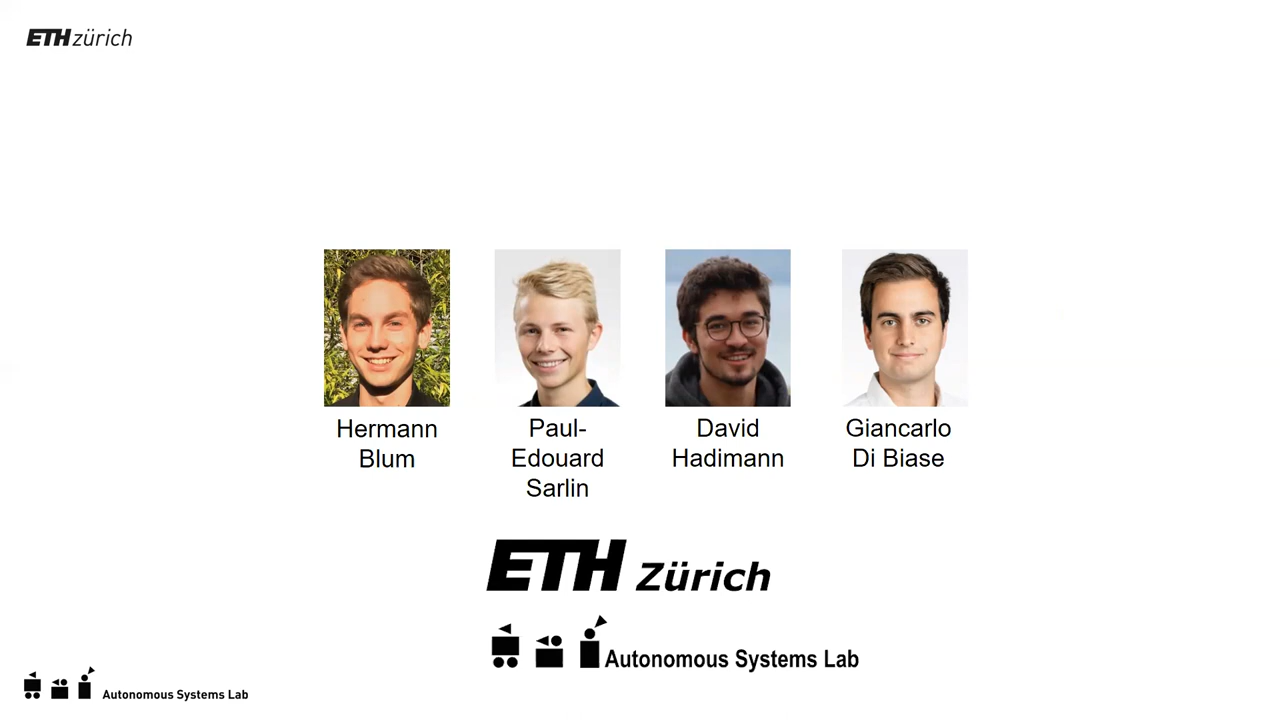 ETH zürich
Hermann
Blum
Paul-
Edouard
Sarlin
David
Hadimann
Giancarlo
Di Biase
ETH Zürich
Autonomous Systems Lab
Autonomous Systems Lab